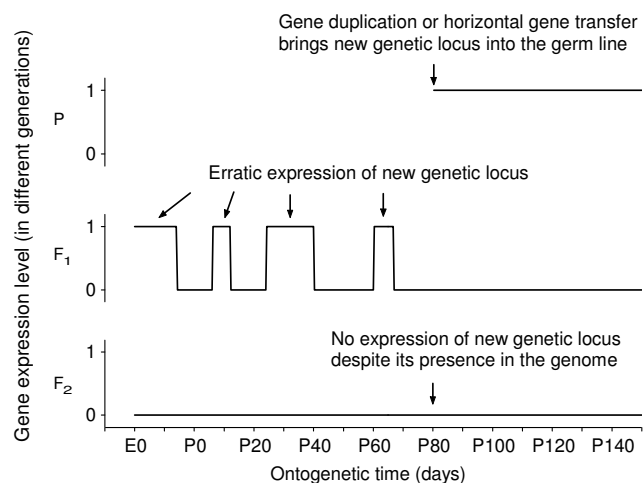 Gene duplication or horizontal gene transfer
brings new genetic locus into the germ line
Gene expression level (in different generations)
P
1
0
Erratic expression of new genetic locus
F1
1
0
No expression of new genetic locus
despite its presence in the genome
F2
1
0
E0 P0 P20 P40 P60 P80 P100 P120 P140
Ontogenetic time (days)